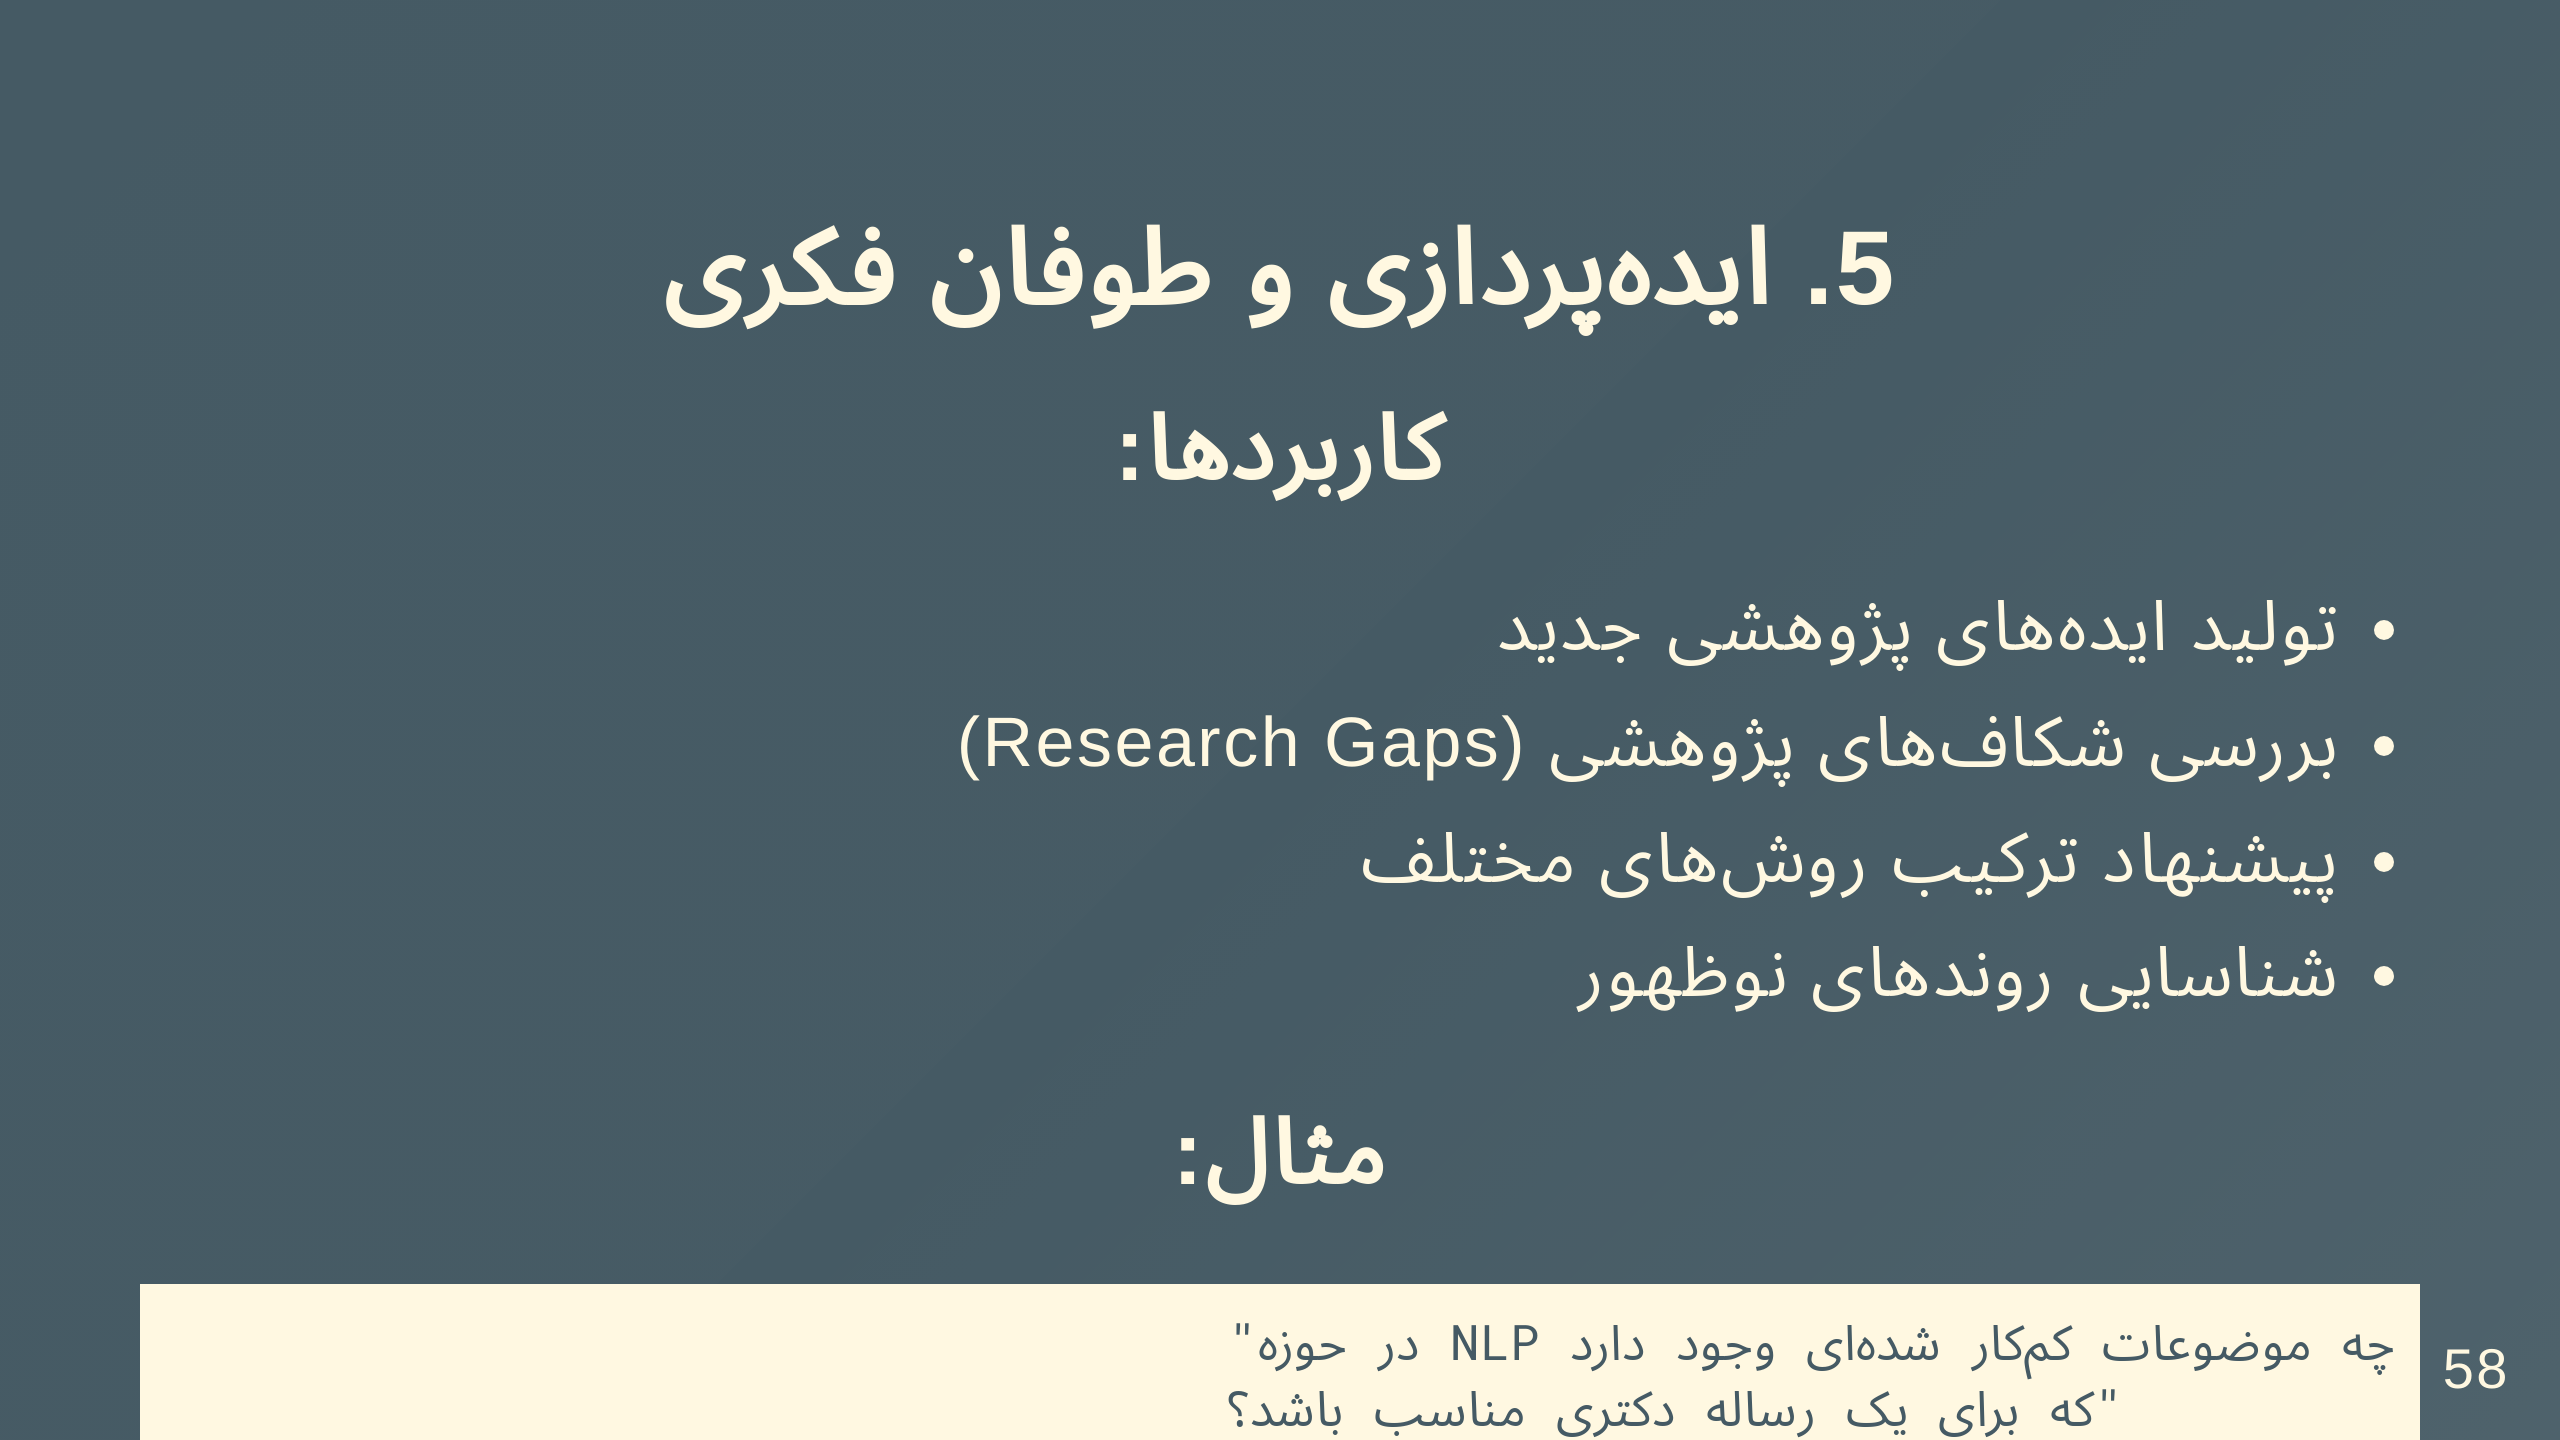 5. ایده‌پردازی و طوفان فکری
کاربردها:
• تولید ایده‌های پژوهشی جدید
• بررسی شکاف‌های پژوهشی (Research Gaps)
• پیشنهاد ترکیب روش‌های مختلف
• شناسایی روندهای نوظهور
مثال:
"در حوزه NLP چه موضوعات کم‌کار شده‌ای وجود دارد
که برای یک رساله دکتری مناسب باشد؟"
58